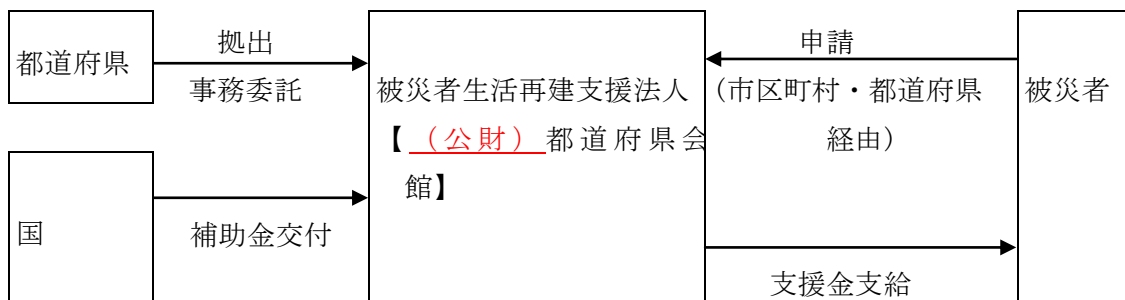 都道府県
拠出
事務委託
被災者生活再建支援法人
【（公財）都道府県会
館】
申請
（市区町村・都道府県
経由）
被災者
国
補助金交付
支援金支給